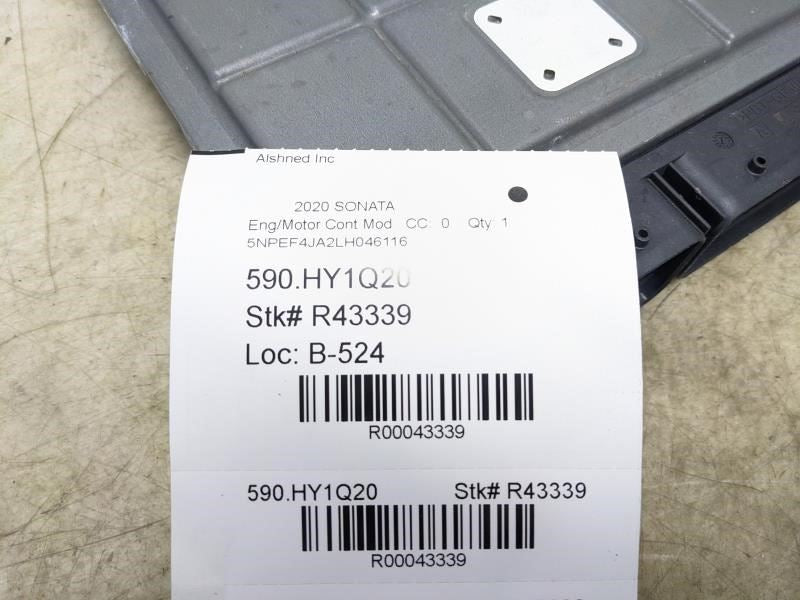 Alshned Inc
2020 SONATA
Eng/Motor Cont Mod CC: 0 Qty: 1
5NPEF4JA2LH046116
590.HY1Q20
Stk# R43339
Loc: B-524
R00043339
590.HY1Q20 Stk# R43339
R00043339